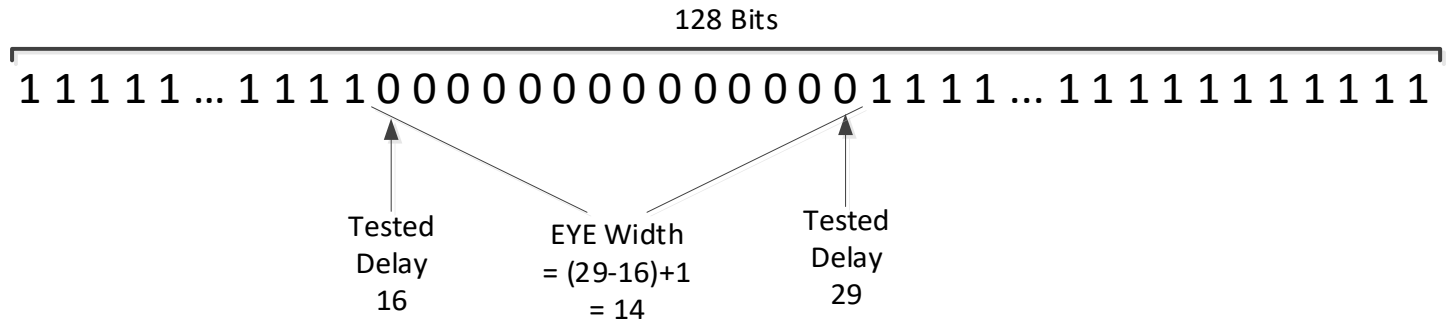 128 Bits
1 1 1 1 1 ... 1 1 1 1 0 0 0 0 0 0 0 0 0 0 0 0 0 0 1 1 1 1 ... 1 1 1 1 1 1 1 1 1 1 1
Tested
Delay
16
EYE Width
= (29-16)+1
= 14
Tested
Delay
29